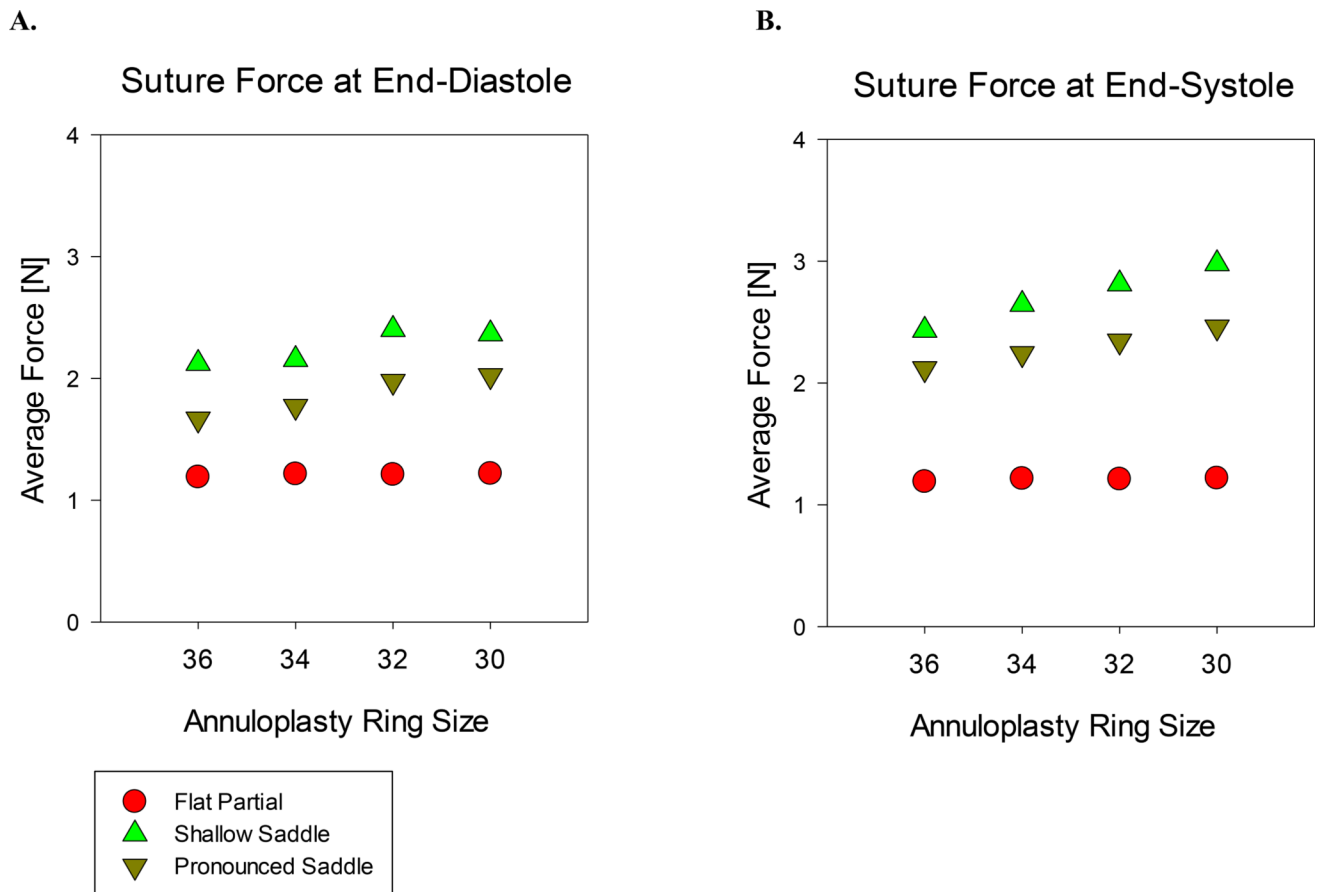 A.
Suture Force at End-Diastole
Average Force [N]
4
3
2
1
0
36 34 32 30
Annuloplasty Ring Size
Flat Partial
Shallow Saddle
Pronounced Saddle
B.
Suture Force at End-Systole
Average Force [N]
4
3
2
1
0
36 34 32 30
Annuloplasty Ring Size